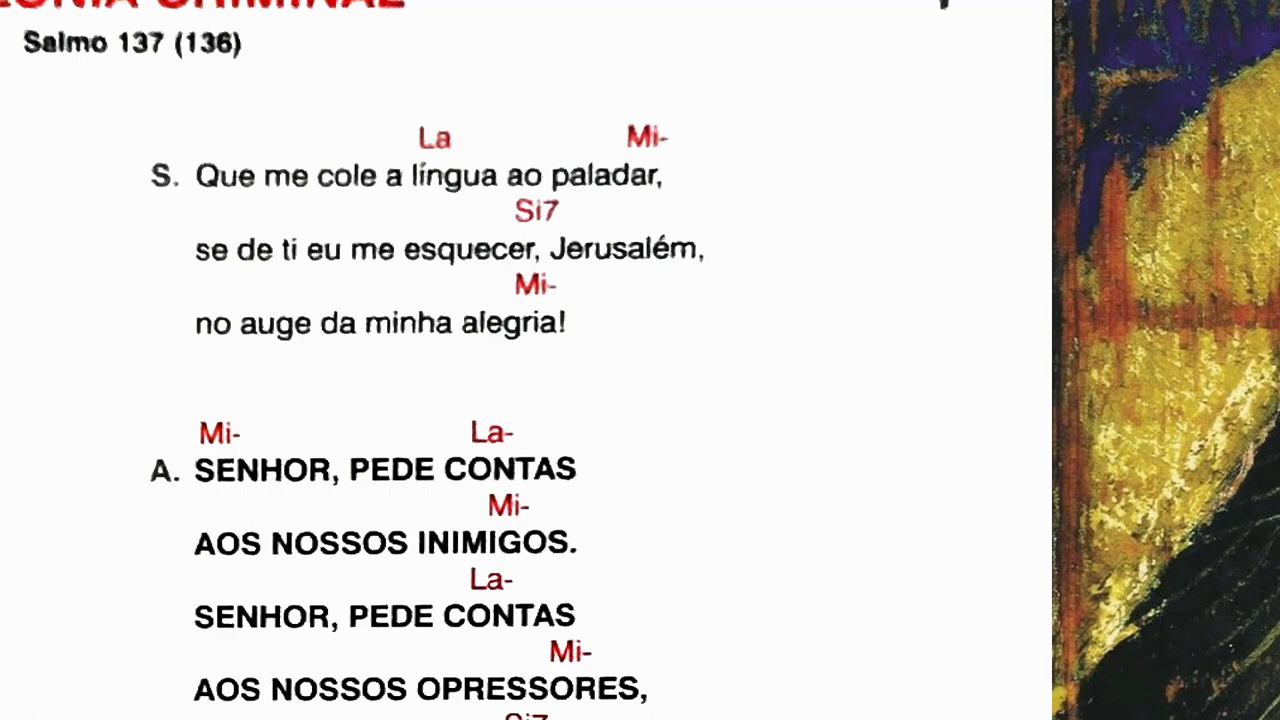 Salmo 137 (136)
La Mi-
S. Que me cole a língua ao paladar,
Si7
se de ti eu me esquecer, Jerusalém,
Mi-
no auge da minha alegria!
Mi- La-
A. SENHOR, PEDE CONTAS
Mi-
AOS NOSSOS INIMIGOS.
La-
SENHOR, PEDE CONTAS
Mi-
AOS NOSSOS OPRESSORES,
Si7